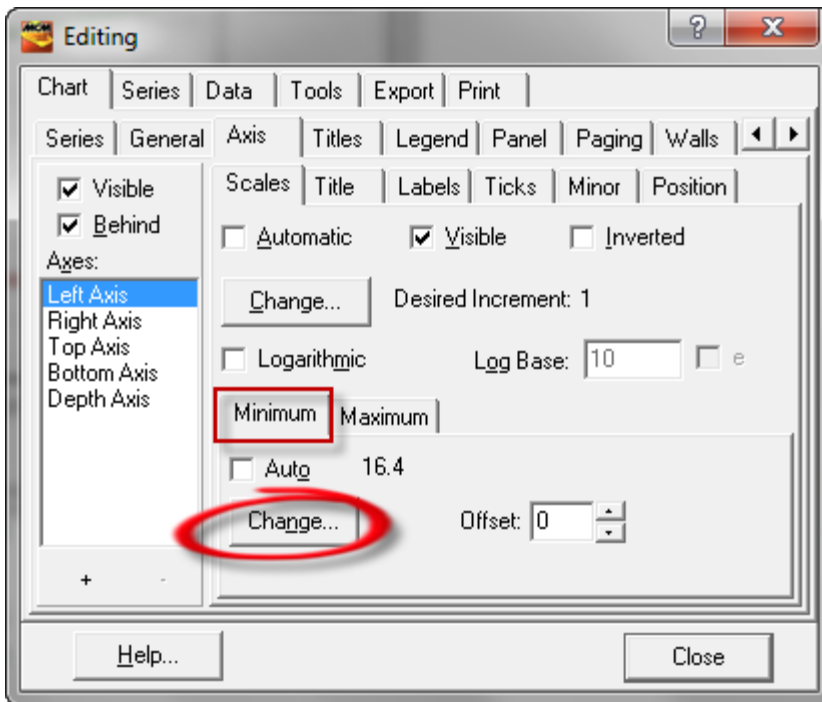 Editing
Chart Series Data Tools Export Print
Series General Axis Titles Legend Panel Paging Walls
Visible
Behind
Axes:
Left Axis
Right Axis
Top Axis
Bottom Axis
Depth Axis
+ -
Scales Title Labels Ticks Minor Position
Automatic Visible Inverted
Change... Desired Increment: 1
Logarithmic Log Base: 10 e
Minimum Maximum
Auto 16.4
Change... Offset: 0
Help... Close